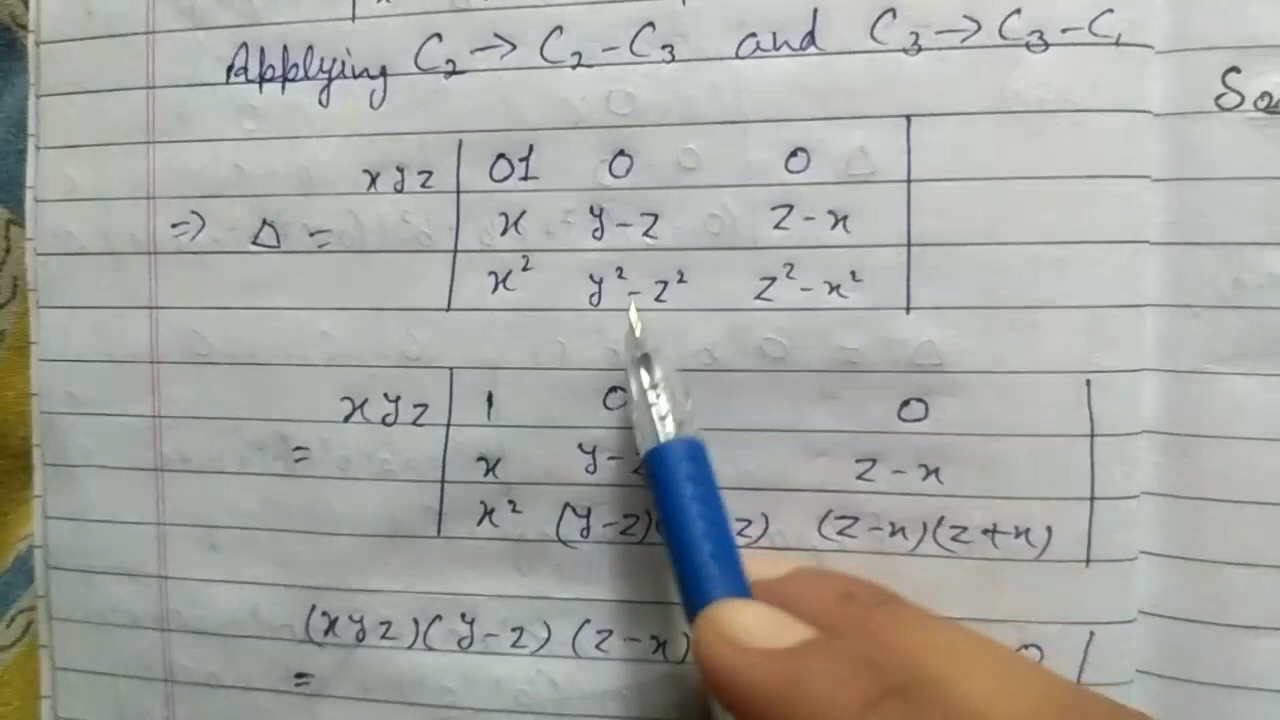 Applying C₂→ C₂-C₃ and C₃→ C₃-C₁
So
xyz | 01 0 0 |
⇒ Δ = | x y-z z-x |
| x² y²-z² z²-x² |
xyz | 1 0 0 |
= | x y- z-x |
| x² (y-z)( z) (z-x)(z+x) |
(xyz)(y-z)(z-x)
=